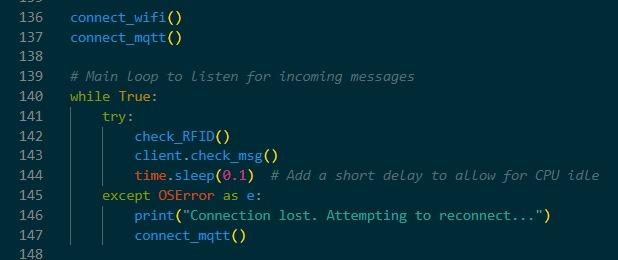 136 connect_wifi()
137 connect_mqtt()
138
139 # Main loop to listen for incoming messages
140 while True:
141     try:
142         check_RFID()
143         client.check_msg()
144         time.sleep(0.1)  # Add a short delay to allow for CPU idle
145     except OSError as e:
146         print("Connection lost. Attempting to reconnect...")
147         connect_mqtt()
148